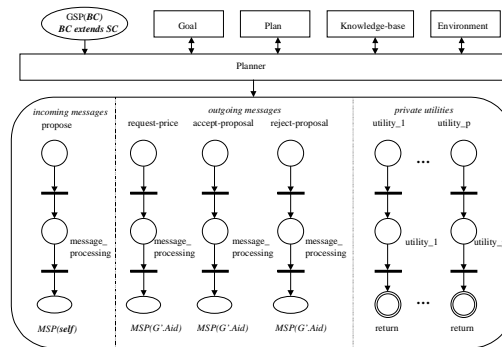 GSP(BC)
BC extends SC
Goal
Plan
Knowledge-base
Environment
Planner
incoming messages
outgoing messages
private utilities
propose
request-price
accept-proposal
reject-proposal
utility_1
utility_p
...
message_
processing
message_
processing
message_
processing
message_
processing
utility_1
utility_
...
MSP(self)
MSP(G'.Aid)
MSP(G'.Aid)
MSP(G'.Aid)
return
return